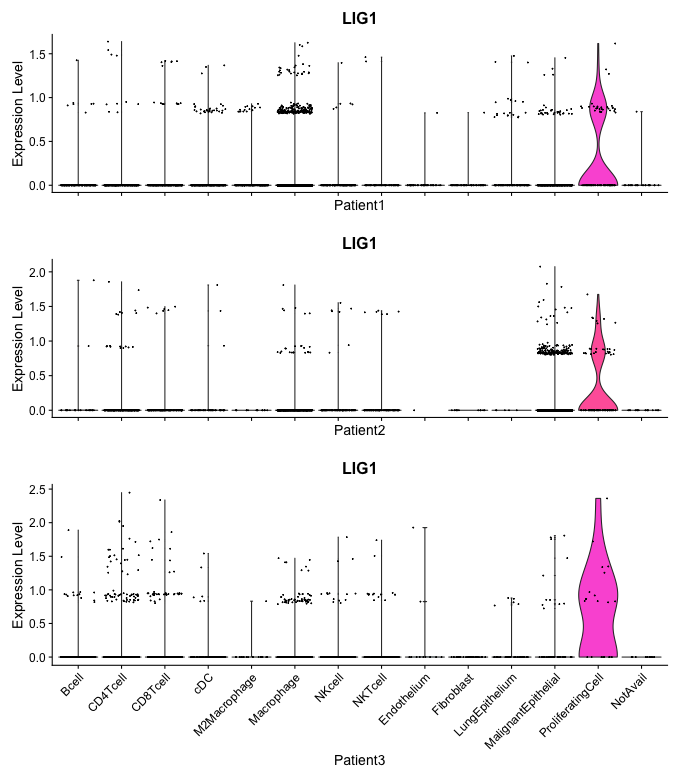 LIG1
Expression Level
1.5
1.0
0.5
0.0
Patient1
LIG1
Expression Level
2.0
1.5
1.0
0.5
0.0
Patient2
LIG1
Expression Level
2.5
2.0
1.5
1.0
0.5
0.0
Bcell
CD4Tcell
CD8Tcell
cDC
M2Macrophage
Macrophage
NKcell
NKTcell
Endothelium
Fibroblast
LungEpithelium
MalignantEpithelial
ProliferatingCell
NotAvail
Patient3